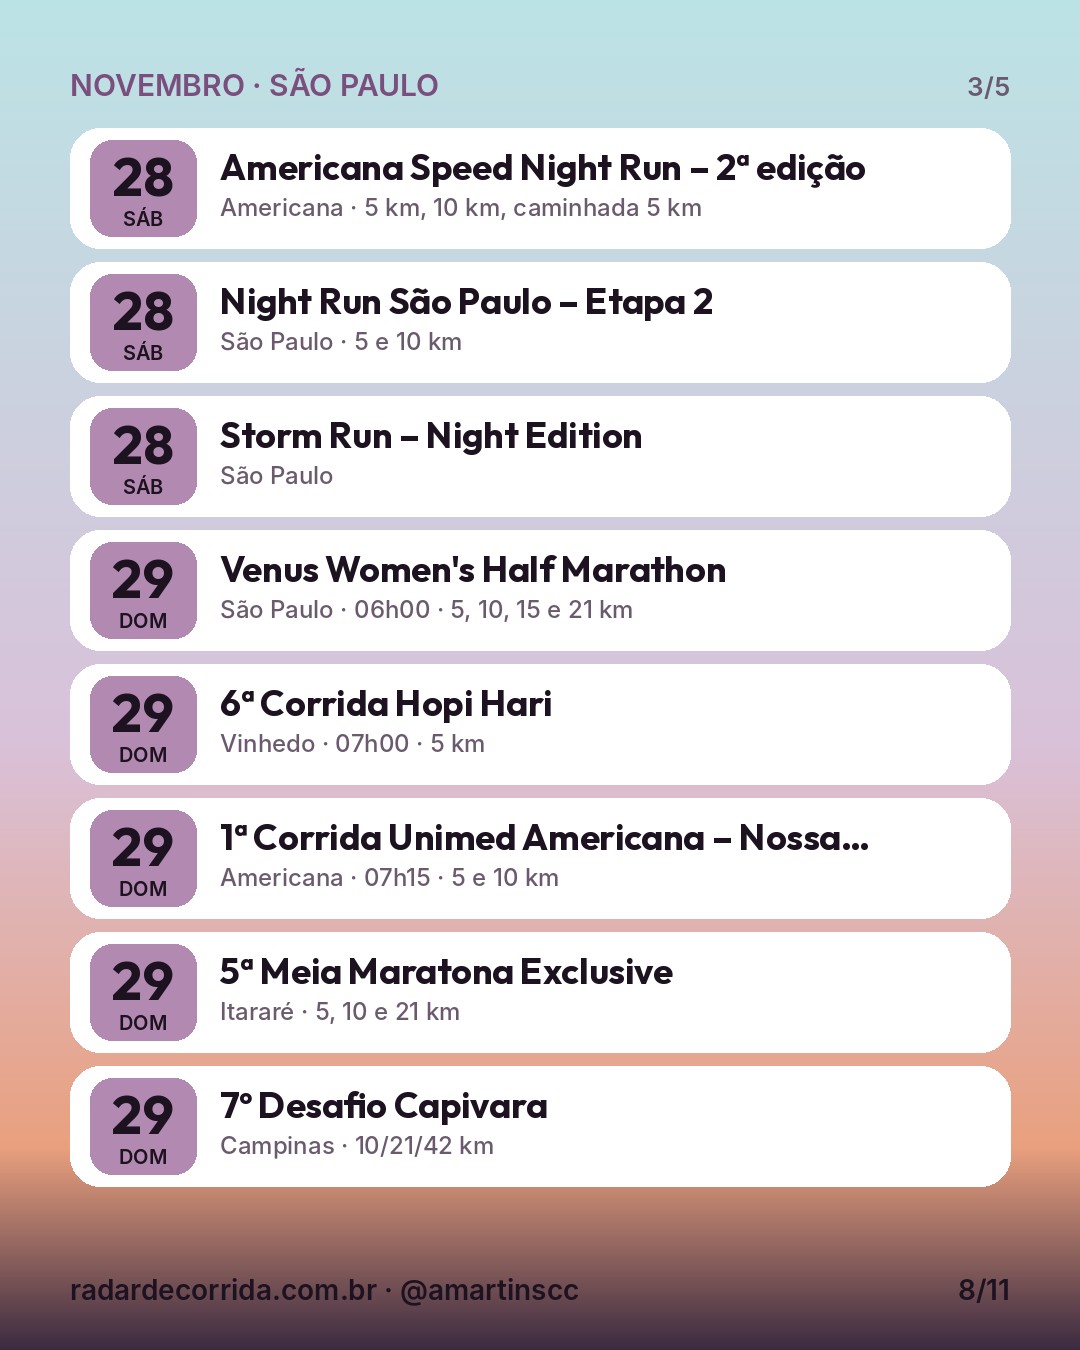 NOVEMBRO · SÃO PAULO
3/5
28
SÁB
Americana Speed Night Run – 2ª edição
Americana · 5 km, 10 km, caminhada 5 km
28
SÁB
Night Run São Paulo – Etapa 2
São Paulo · 5 e 10 km
28
SÁB
Storm Run – Night Edition
São Paulo
29
DOM
Venus Women's Half Marathon
São Paulo · 06h00 · 5, 10, 15 e 21 km
29
DOM
6ª Corrida Hopi Hari
Vinhedo · 07h00 · 5 km
29
DOM
1ª Corrida Unimed Americana – Nossa...
Americana · 07h15 · 5 e 10 km
29
DOM
5ª Meia Maratona Exclusive
Itararé · 5, 10 e 21 km
29
DOM
7º Desafio Capivara
Campinas · 10/21/42 km
radardecorrida.com.br · @amartinscc
8/11